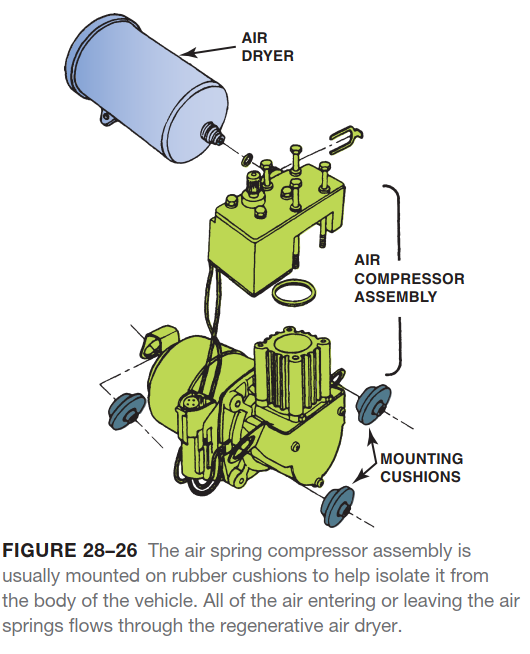 AIR
DRYER
AIR
COMPRESSOR
ASSEMBLY
MOUNTING
CUSHIONS
FIGURE 28–26 The air spring compressor assembly is
usually mounted on rubber cushions to help isolate it from
the body of the vehicle. All of the air entering or leaving the air
springs flows through the regenerative air dryer.